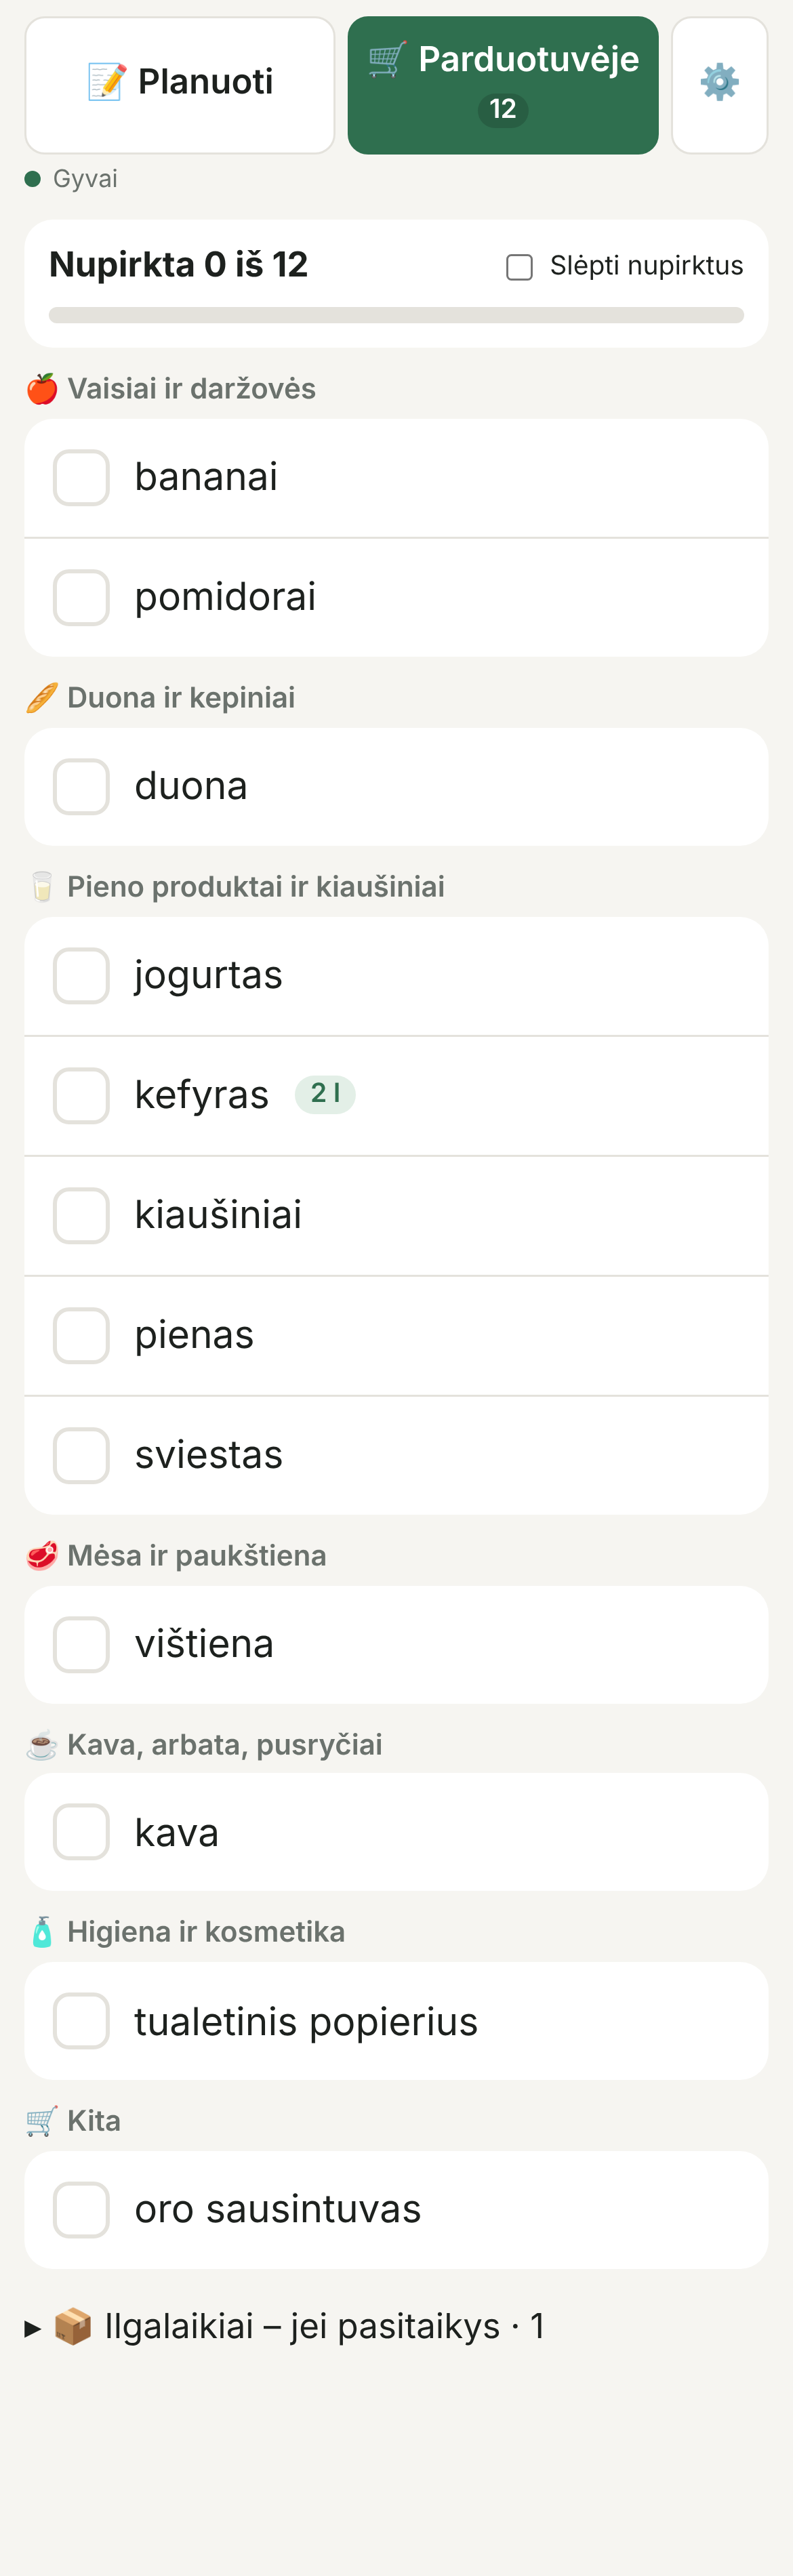 📝 Planuoti
🛒 Parduotuvėje
12
⚙️
Gyvai
Nupirkta 0 iš 12
Slėpti nupirktus
🍎 Vaisiai ir daržovės
bananai
pomidorai
🥖 Duona ir kepiniai
duona
🥛 Pieno produktai ir kiaušiniai
jogurtas
kefyras 2 l
kiaušiniai
pienas
sviestas
🥩 Mėsa ir paukštiena
vištiena
☕ Kava, arbata, pusryčiai
kava
🧴 Higiena ir kosmetika
tualetinis popierius
🛒 Kita
oro sausintuvas
▸ 📦 Ilgalaikiai – jei pasitaikys · 1